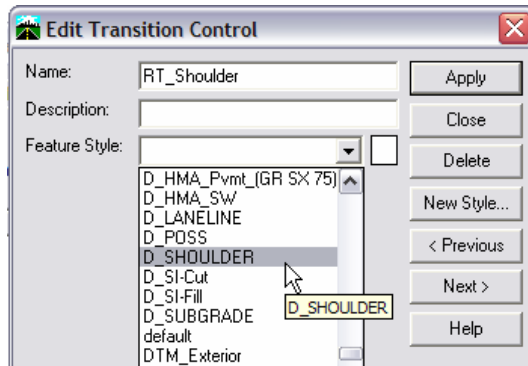 Edit Transition Control
Name:
RT_Shoulder
Apply
Description:
Close
Feature Style:
Delete
D_HMA_Pvmt_(GR SX 75)
D_HMA_SW
New Style...
D_LANELINE
D_POSS
< Previous
D_SHOULDER
D_SI-Cut
Next >
D_SI-Fill
D_SHOULDER
D_SUBGRADE
default
Help
DTM_Exterior